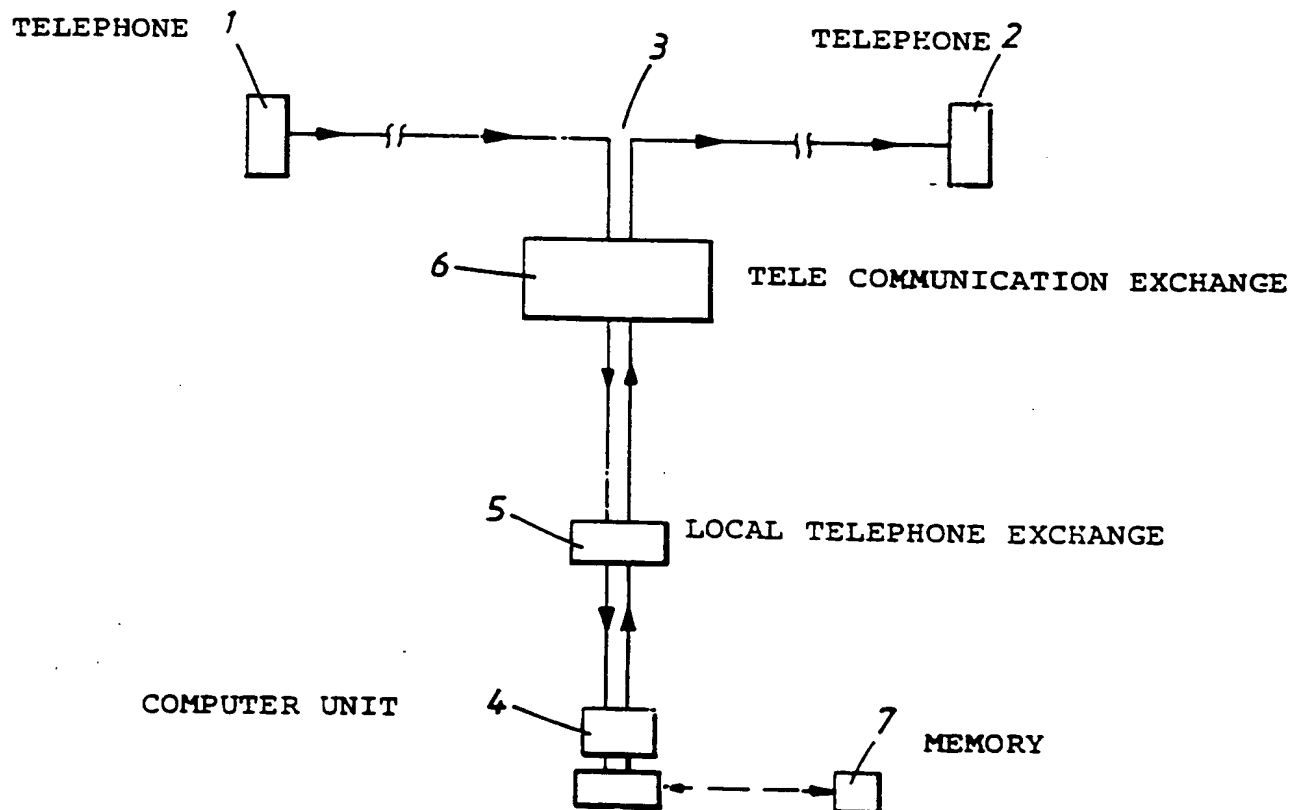 TELEPHONE 1
TELEPHONE 2
3
6
TELE COMMUNICATION EXCHANGE
5
LOCAL TELEPHONE EXCHANGE
COMPUTER UNIT
4
7
MEMORY